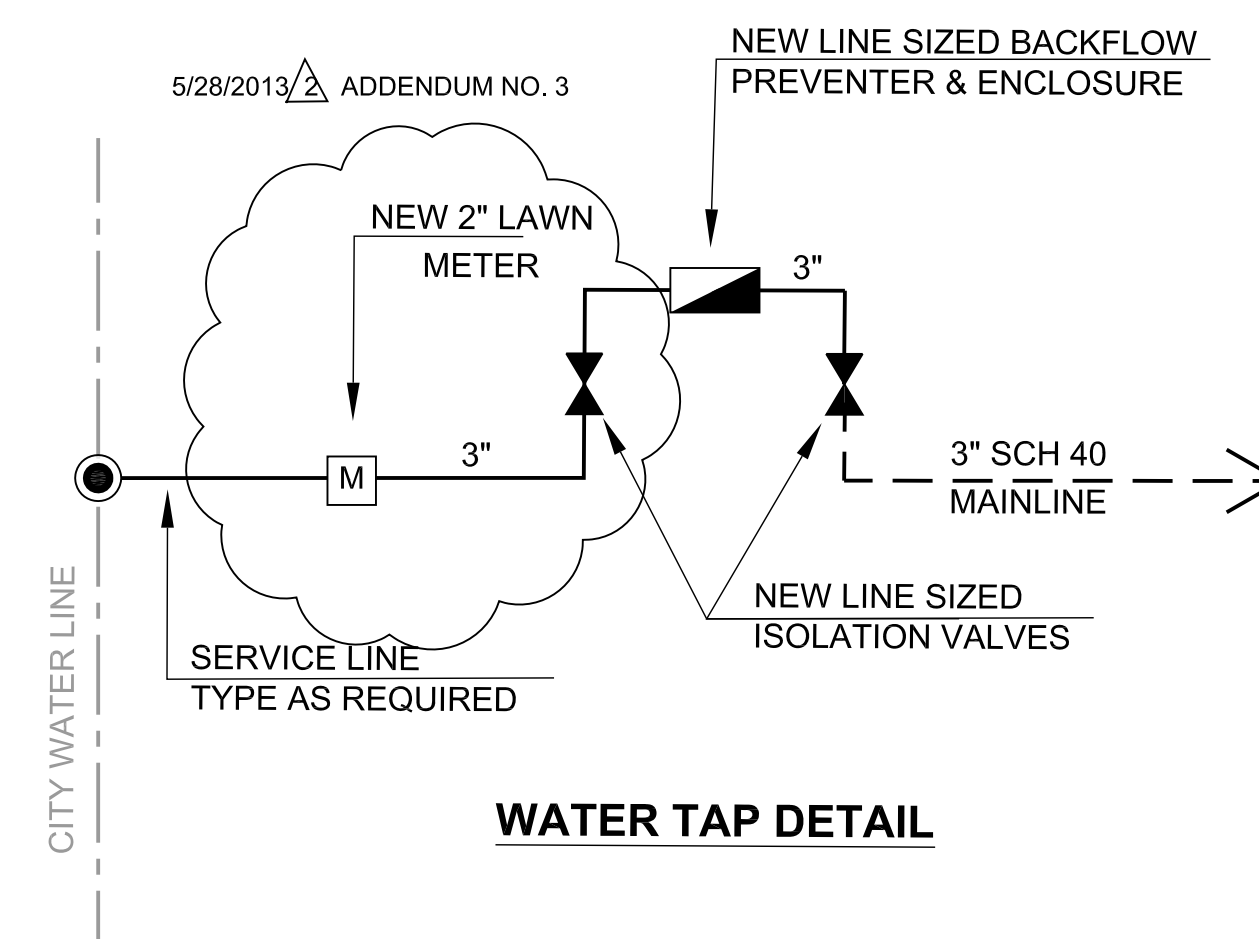 NEW LINE SIZED BACKFLOW
PREVENTER & ENCLOSURE
5/28/2013 2 ADDENDUM NO. 3
NEW 2" LAWN
METER
3"
M
3"
3" SCH 40
MAINLINE
NEW LINE SIZED
ISOLATION VALVES
SERVICE LINE
TYPE AS REQUIRED
CITY WATER LINE
WATER TAP DETAIL